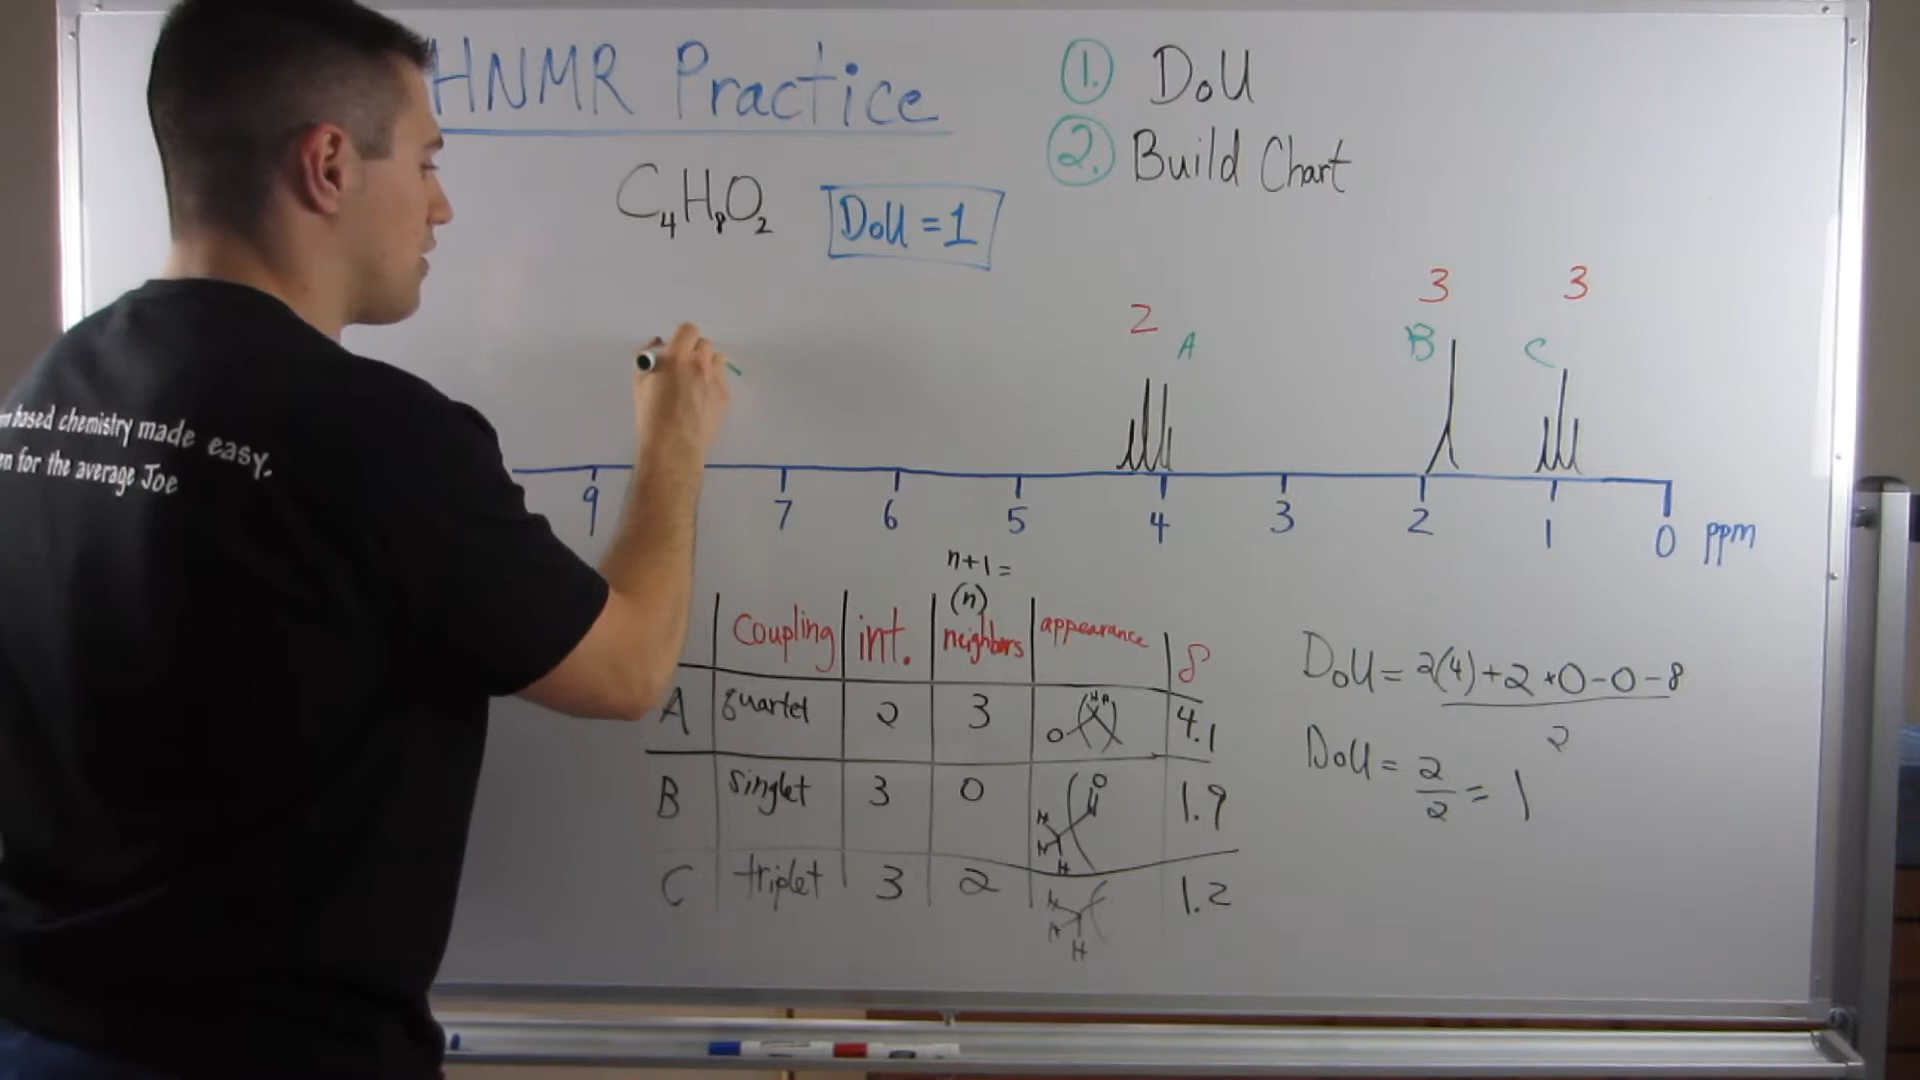 HNMR Practice
1. DoU
2. Build Chart
C4H8O2
DoU = 1
2 3 3
A B C
9 7 6 5 4 3 2 1 0 ppm
based chemistry made easy.
for the average Joe
n+1=
(n)
Coupling int. neighbors appearance δ
A quartet 2 3 O H H 4.1
B singlet 3 0 O H H H 1.9
C triplet 3 2 H H H 1.2
DoU = 2(4)+2+0-0-8
2
DoU = 2/2 = 1